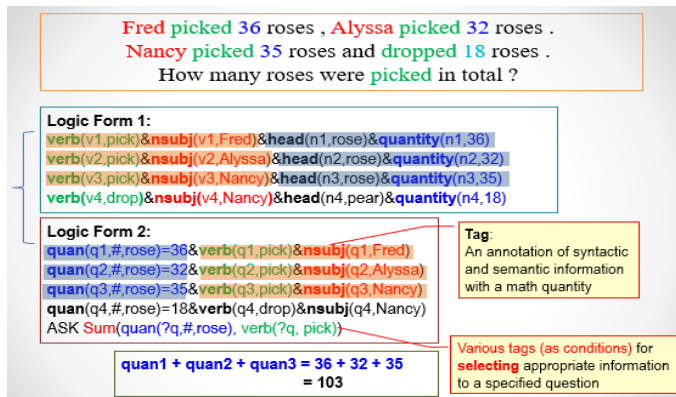 Fred picked 36 roses , Alyssa picked 32 roses .
Nancy picked 35 roses and dropped 18 roses .
How many roses were picked in total ?
Logic Form 1:
verb(v1,pick)&nsubj(v1,Fred)&head(n1,rose)&quantity(n1,36)
verb(v2,pick)&nsubj(v2,Alyssa)&head(n2,rose)&quantity(n2,32)
verb(v3,pick)&nsubj(v3,Nancy)&head(n3,rose)&quantity(n3,35)
verb(v4,drop)&nsubj(v4,Nancy)&head(n4,pear)&quantity(n4,18)
Logic Form 2:
quan(q1,#,rose)=36&verb(q1,pick)&nsubj(q1,Fred)
quan(q2,#,rose)=32&verb(q2,pick)&nsubj(q2,Alyssa)
quan(q3,#,rose)=35&verb(q3,pick)&nsubj(q3,Nancy)
quan(q4,#,rose)=18&verb(q4,drop)&nsubj(q4,Nancy)
ASK Sum(quan(?q,#,rose), verb(?q, pick))
Tag:
An annotation of syntactic
and semantic information
with a math quantity
Various tags (as conditions) for
selecting appropriate information
to a specified question
quan1 + quan2 + quan3 = 36 + 32 + 35
= 103